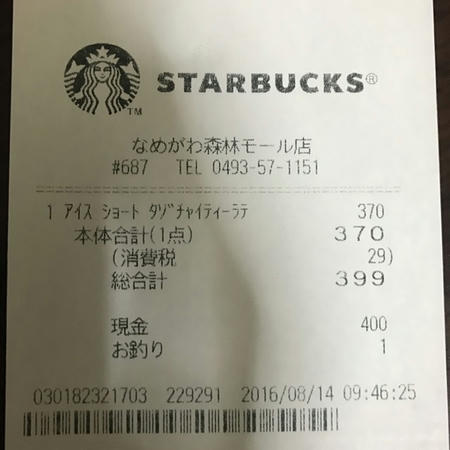 STARBUCKS®
TM
なめがわ森林モール店
#687 TEL 0493-57-1151
1 アイス ショート タゾチャイティーラテ 370
本体合計(1点) 370
(消費税 29)
総合計 399
現金 400
お釣り 1
030182321703 229291 2016/08/14 09:46:25